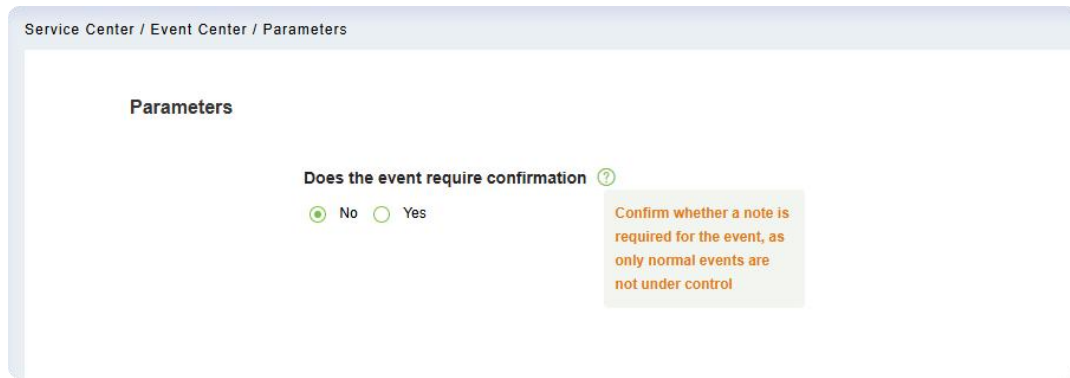 Service Center / Event Center / Parameters
Parameters
Does the event require confirmation ?
No Yes
Confirm whether a note is
required for the event, as
only normal events are
not under control